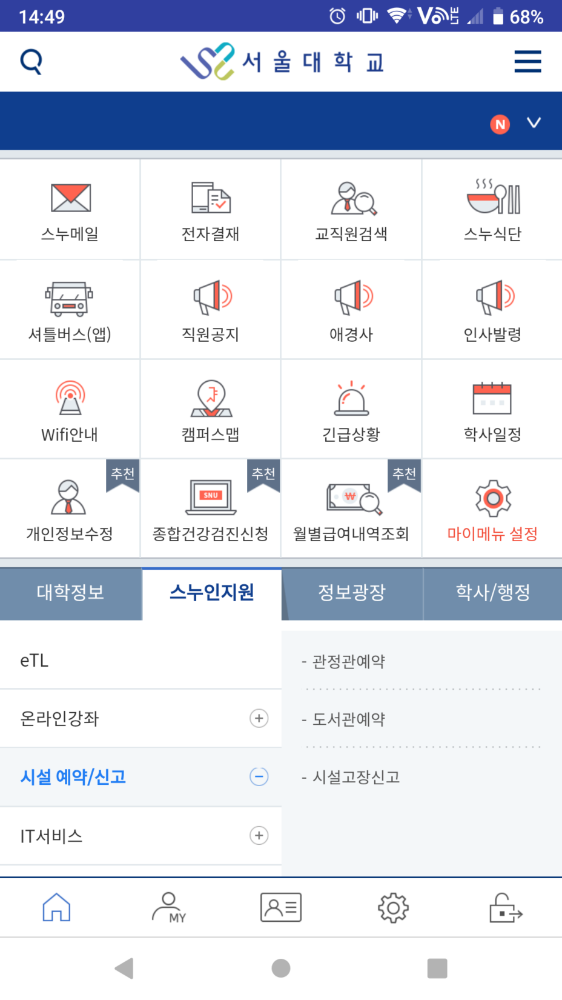 14:49 VoLTE 68%
서울대학교
N
스누메일 전자결재 교직원검색 스누식단
셔틀버스(앱) 직원공지 애경사 인사발령
Wifi안내 캠퍼스맵 긴급상황 학사일정
추천 추천 추천
SNU ₩
개인정보수정 종합건강검진신청 월별급여내역조회 마이메뉴 설정
대학정보 스누인지원 정보광장 학사/행정
eTL - 관정관예약
온라인강좌 - 도서관예약
시설 예약/신고 - 시설고장신고
IT서비스
MY